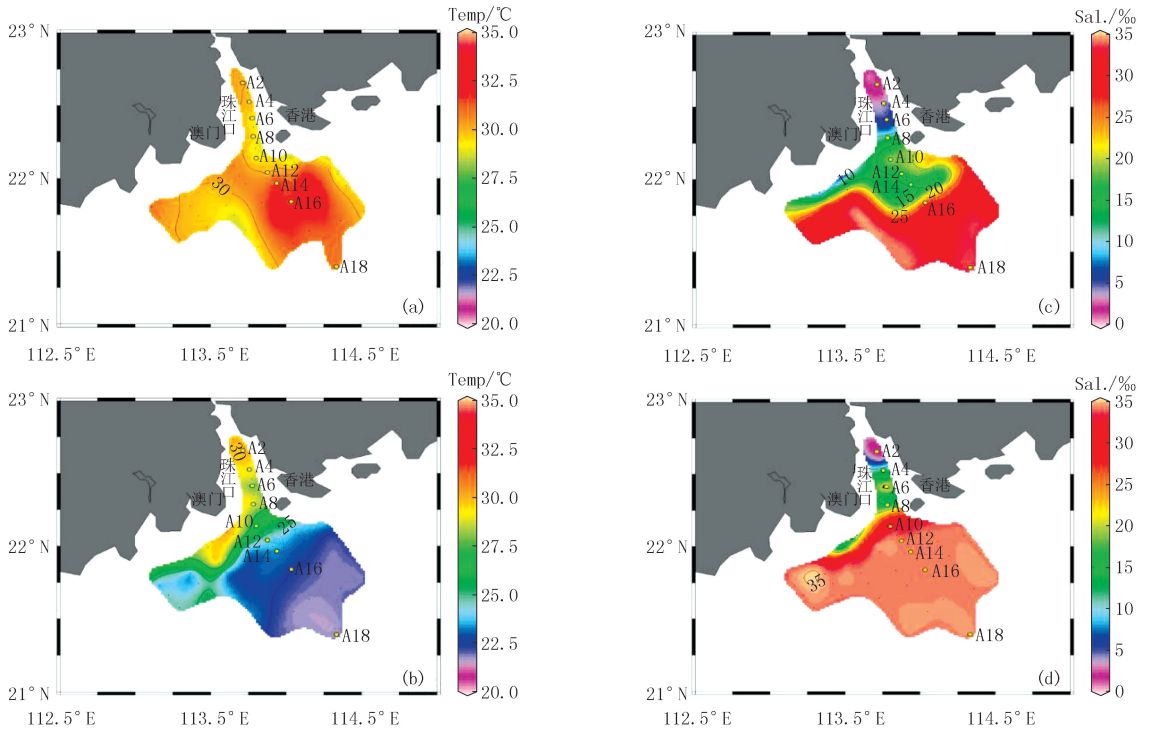 Temp/℃
35.0
32.5
30.0
27.5
25.0
22.5
20.0
23°N
22°N
21°N
112.5°E
113.5°E
114.5°E
A2
A4
A6
A8
A10
A12
A14
A16
A18
珠江口
香港
澳门
30
(a)
Sal./‰
35
30
25
20
15
10
5
0
23°N
22°N
21°N
112.5°E
113.5°E
114.5°E
A2
A4
A6
A8
A10
A12
A14
A16
A18
珠江口
香港
澳门
10
15
20
25
(c)
Temp/℃
35.0
32.5
30.0
27.5
25.0
22.5
20.0
23°N
22°N
21°N
112.5°E
113.5°E
114.5°E
A2
A4
A6
A8
A10
A12
A14
A16
A18
珠江口
香港
澳门
30
25
(b)
Sal./‰
35
30
25
20
15
10
5
0
23°N
22°N
21°N
112.5°E
113.5°E
114.5°E
A2
A4
A6
A8
A10
A12
A14
A16
A18
珠江口
香港
澳门
35
(d)